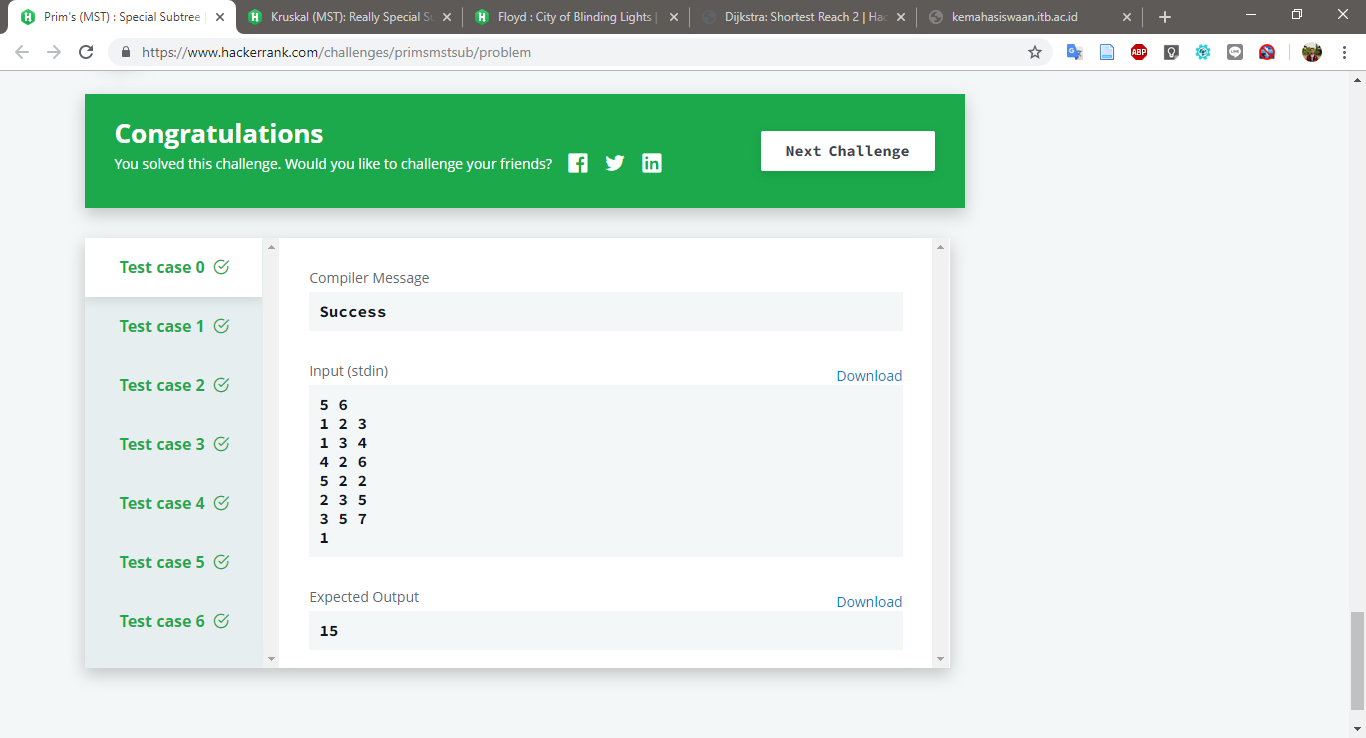 Prim's (MST) : Special Subtree
Kruskal (MST): Really Special S
Floyd : City of Blinding Lights |
Dijkstra: Shortest Reach 2 | Hac
kemahasiswaan.itb.ac.id
https://www.hackerrank.com/challenges/primsmstsub/problem
ABP
LINE
Congratulations
You solved this challenge. Would you like to challenge your friends?
Next Challenge
Test case 0
Test case 1
Test case 2
Test case 3
Test case 4
Test case 5
Test case 6
Compiler Message
Success
Input (stdin)
Download
5 6
1 2 3
1 3 4
4 2 6
5 2 2
2 3 5
3 5 7
1
Expected Output
Download
15